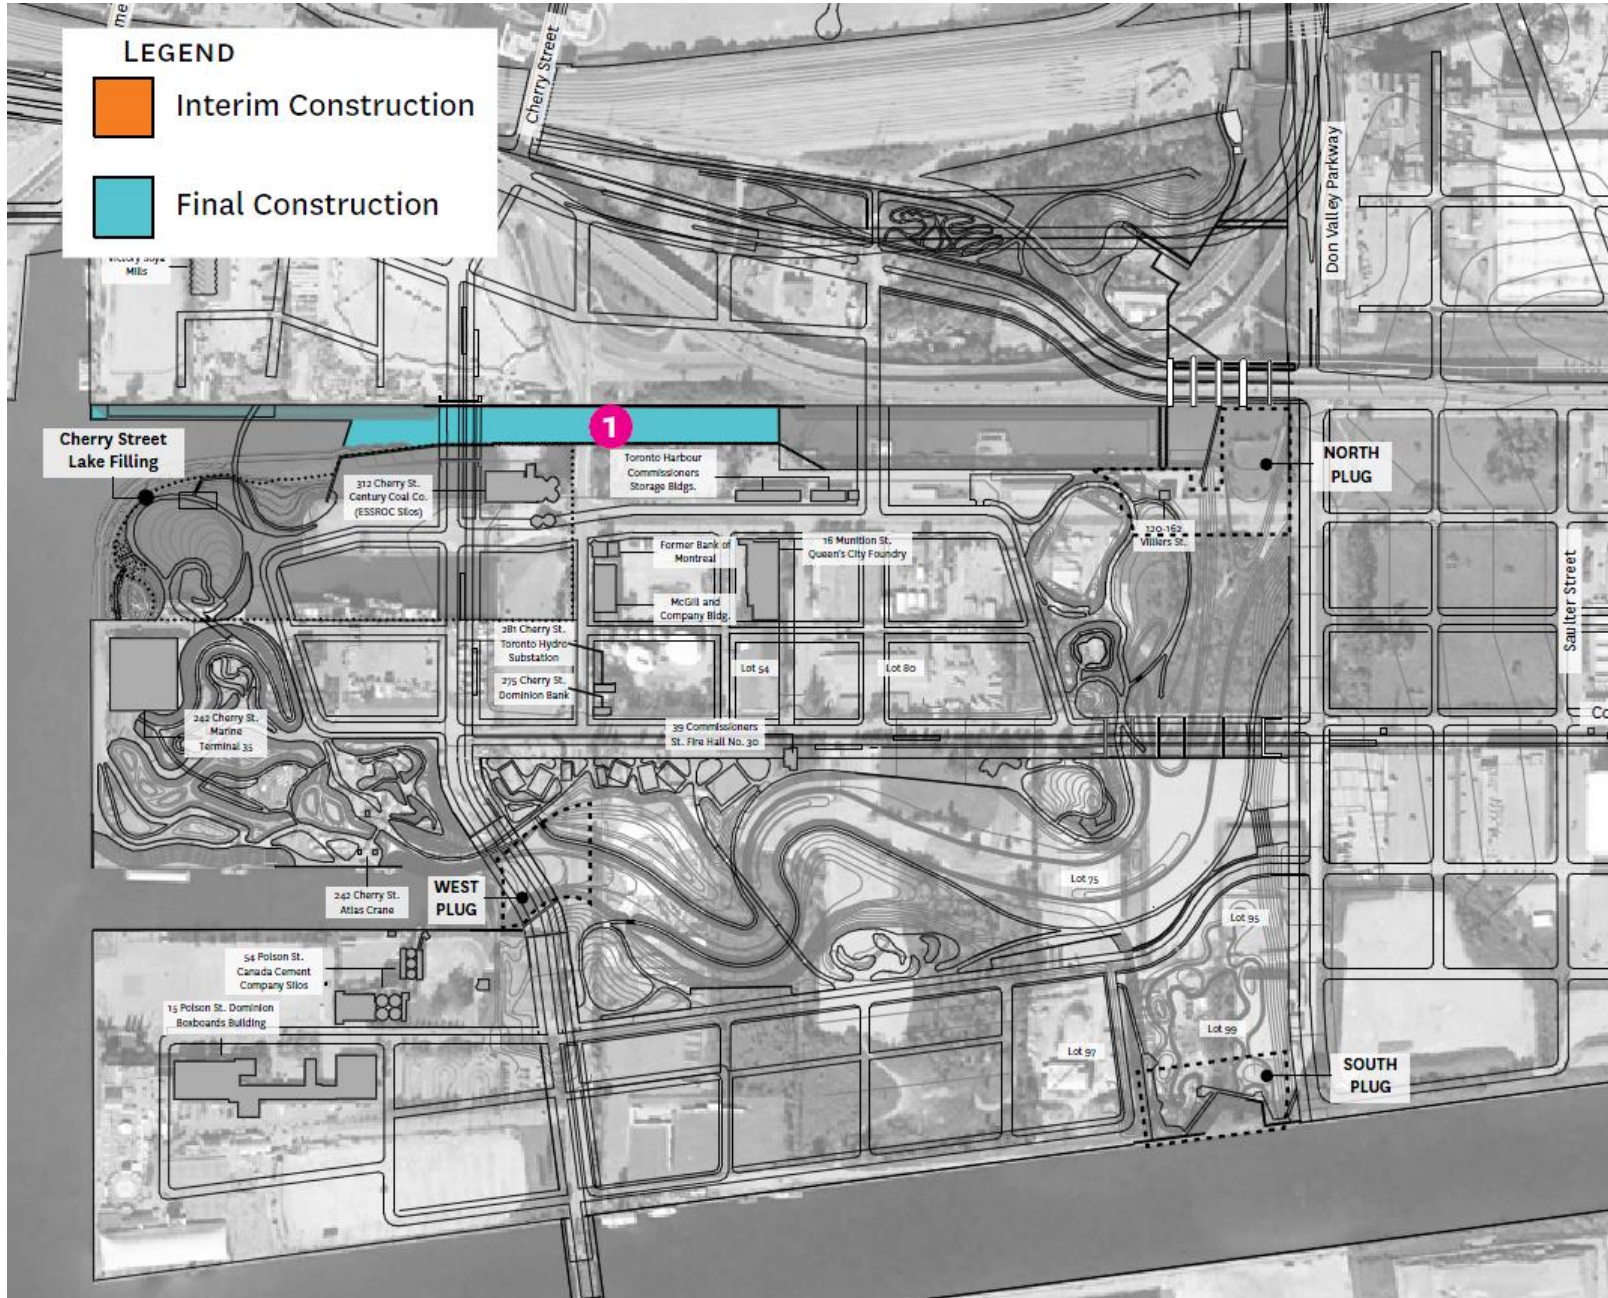 me
Cherry Street
LEGEND
Interim Construction
Final Construction
Mills
Don Valley Parkway
1
Cherry Street
Lake Filling
NORTH
PLUG
Toronto Harbour
Commissioners
Storage Bldgs.
312 Cherry St.
Century Coal Co.
(ESSROC Silos)
120-162
Villiers St.
Former Bank of
Montreal
16 Munition St.
Queen's City Foundry
McGill and
Company Bldg.
Saulter Street
281 Cherry St.
Toronto Hydro
Substation
Lot 54
Lot 80
275 Cherry St.
Dominion Bank
242 Cherry St.
Marine
Terminal 35
39 Commissioners
St. Fire Hall No. 30
Co
WEST
PLUG
242 Cherry St.
Atlas Crane
Lot 75
Lot 95
54 Polson St.
Canada Cement
Company Silos
15 Polson St. Dominion
Boxboards Building
Lot 99
Lot 97
SOUTH
PLUG